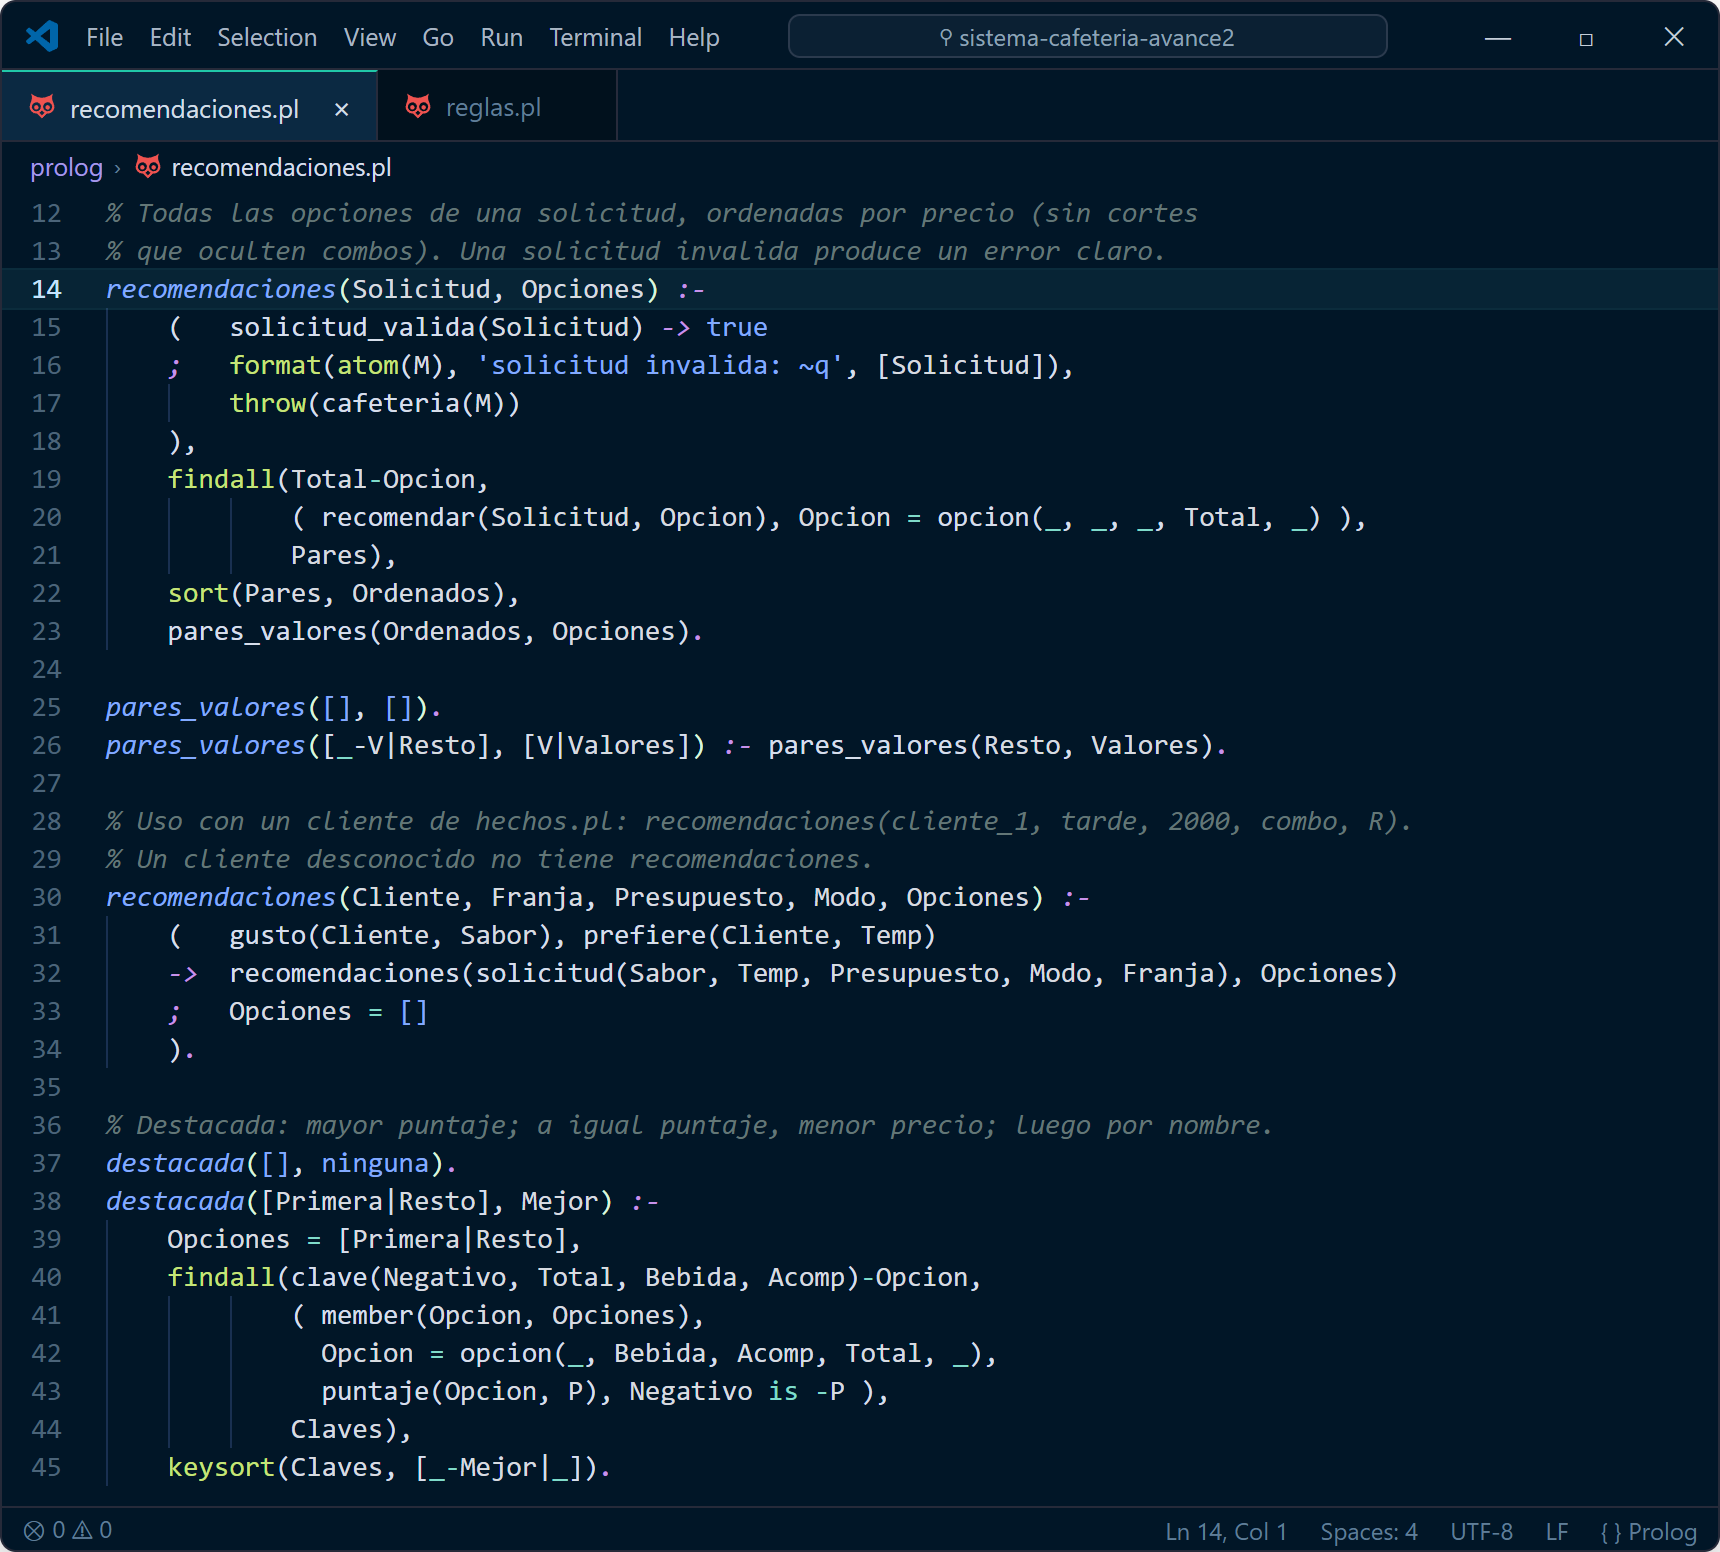 File Edit Selection View Go Run Terminal Help
sistema-cafeteria-avance2
recomendaciones.pl × reglas.pl
prolog › recomendaciones.pl
12 % Todas las opciones de una solicitud, ordenadas por precio (sin cortes
13 % que oculten combos). Una solicitud invalida produce un error claro.
14 recomendaciones(Solicitud, Opciones) :-
15     (   solicitud_valida(Solicitud) -> true
16     ;   format(atom(M), 'solicitud invalida: ~q', [Solicitud]),
17         throw(cafeteria(M))
18     ),
19     findall(Total-Opcion,
20             ( recomendar(Solicitud, Opcion), Opcion = opcion(_, _, _, Total, _) ),
21             Pares),
22     sort(Pares, Ordenados),
23     pares_valores(Ordenados, Opciones).
24
25 pares_valores([], []).
26 pares_valores([_-V|Resto], [V|Valores]) :- pares_valores(Resto, Valores).
27
28 % Uso con un cliente de hechos.pl: recomendaciones(cliente_1, tarde, 2000, combo, R).
29 % Un cliente desconocido no tiene recomendaciones.
30 recomendaciones(Cliente, Franja, Presupuesto, Modo, Opciones) :-
31     (   gusto(Cliente, Sabor), prefiere(Cliente, Temp)
32     ->  recomendaciones(solicitud(Sabor, Temp, Presupuesto, Modo, Franja), Opciones)
33     ;   Opciones = []
34     ).
35
36 % Destacada: mayor puntaje; a igual puntaje, menor precio; luego por nombre.
37 destacada([], ninguna).
38 destacada([Primera|Resto], Mejor) :-
39     Opciones = [Primera|Resto],
40     findall(clave(Negativo, Total, Bebida, Acomp)-Opcion,
41             ( member(Opcion, Opciones),
42               Opcion = opcion(_, Bebida, Acomp, Total, _),
43               puntaje(Opcion, P), Negativo is -P ),
44             Claves),
45     keysort(Claves, [_-Mejor|_]).
0 0 Ln 14, Col 1 Spaces: 4 UTF-8 LF { } Prolog